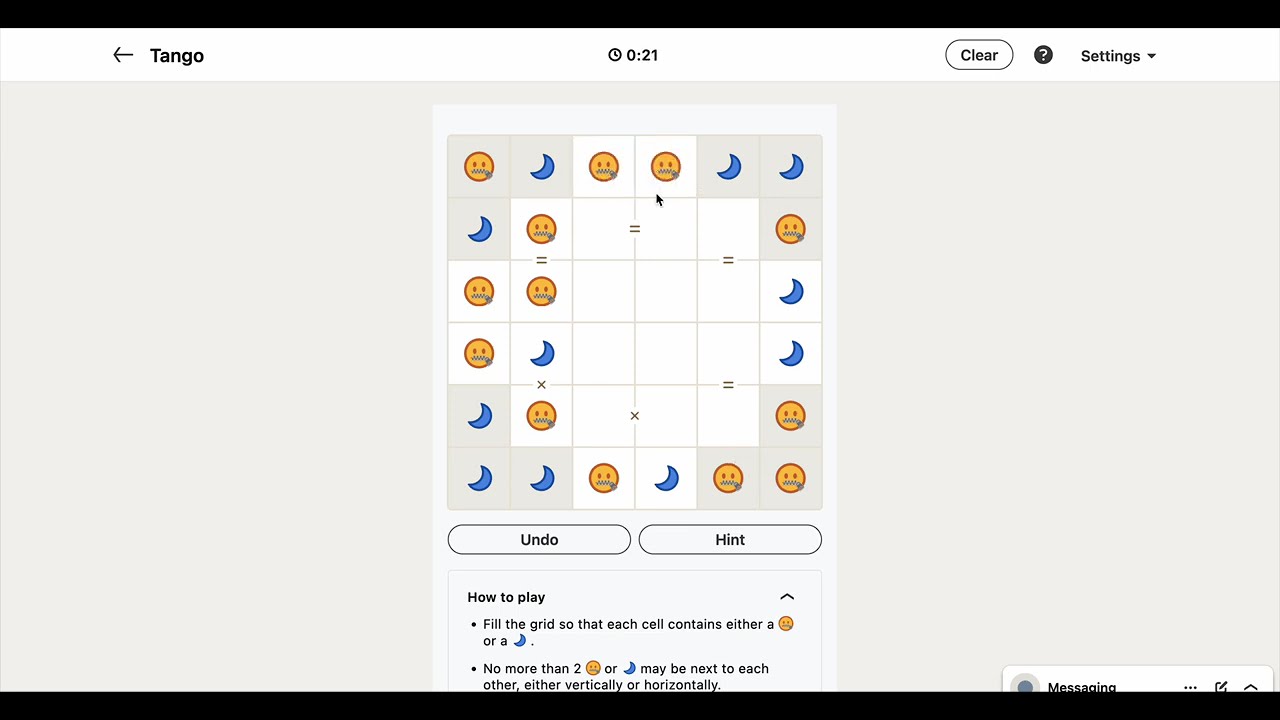 Tango
0:21
Clear
?
Settings
=
= =
× =
×
Undo
Hint
How to play
• Fill the grid so that each cell contains either a
or a .
• No more than 2 or may be next to each
other, either vertically or horizontally.
Messaging